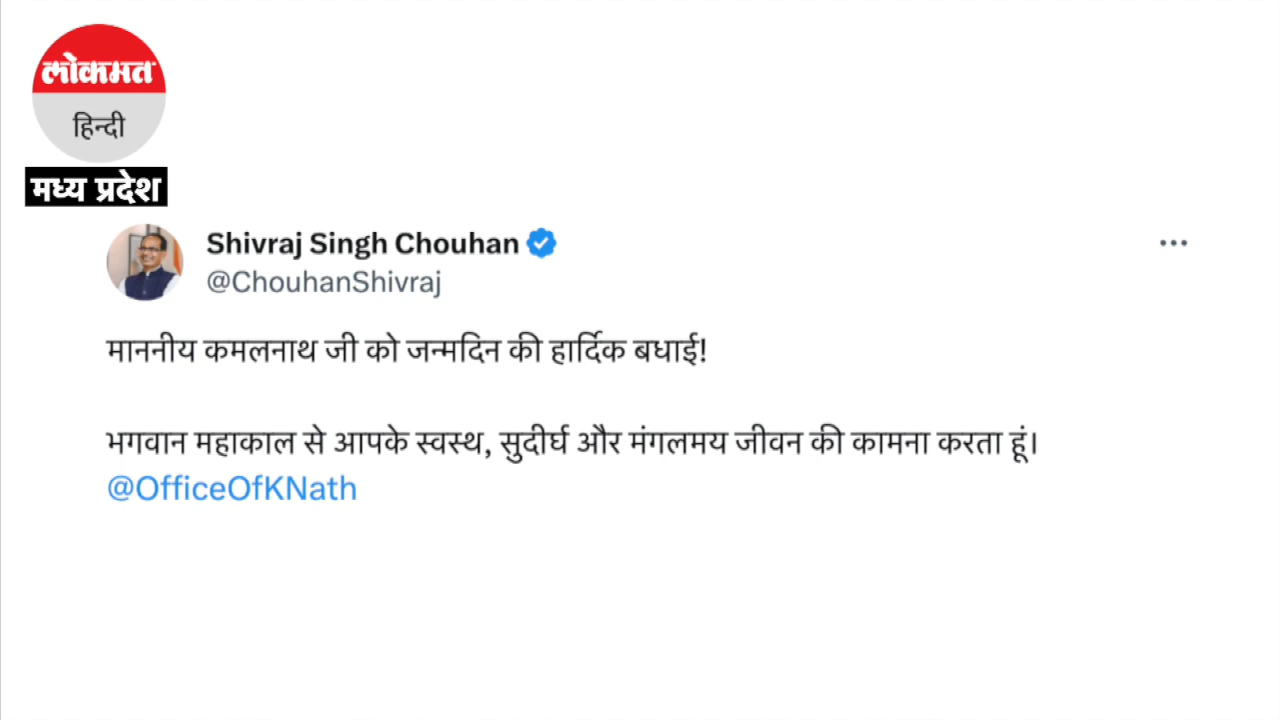 लोकमत
हिन्दी
मध्य प्रदेश
Shivraj Singh Chouhan
@ChouhanShivraj
माननीय कमलनाथ जी को जन्मदिन की हार्दिक बधाई!
भगवान महाकाल से आपके स्वस्थ, सुदीर्घ और मंगलमय जीवन की कामना करता हूं।
@OfficeOfKNath